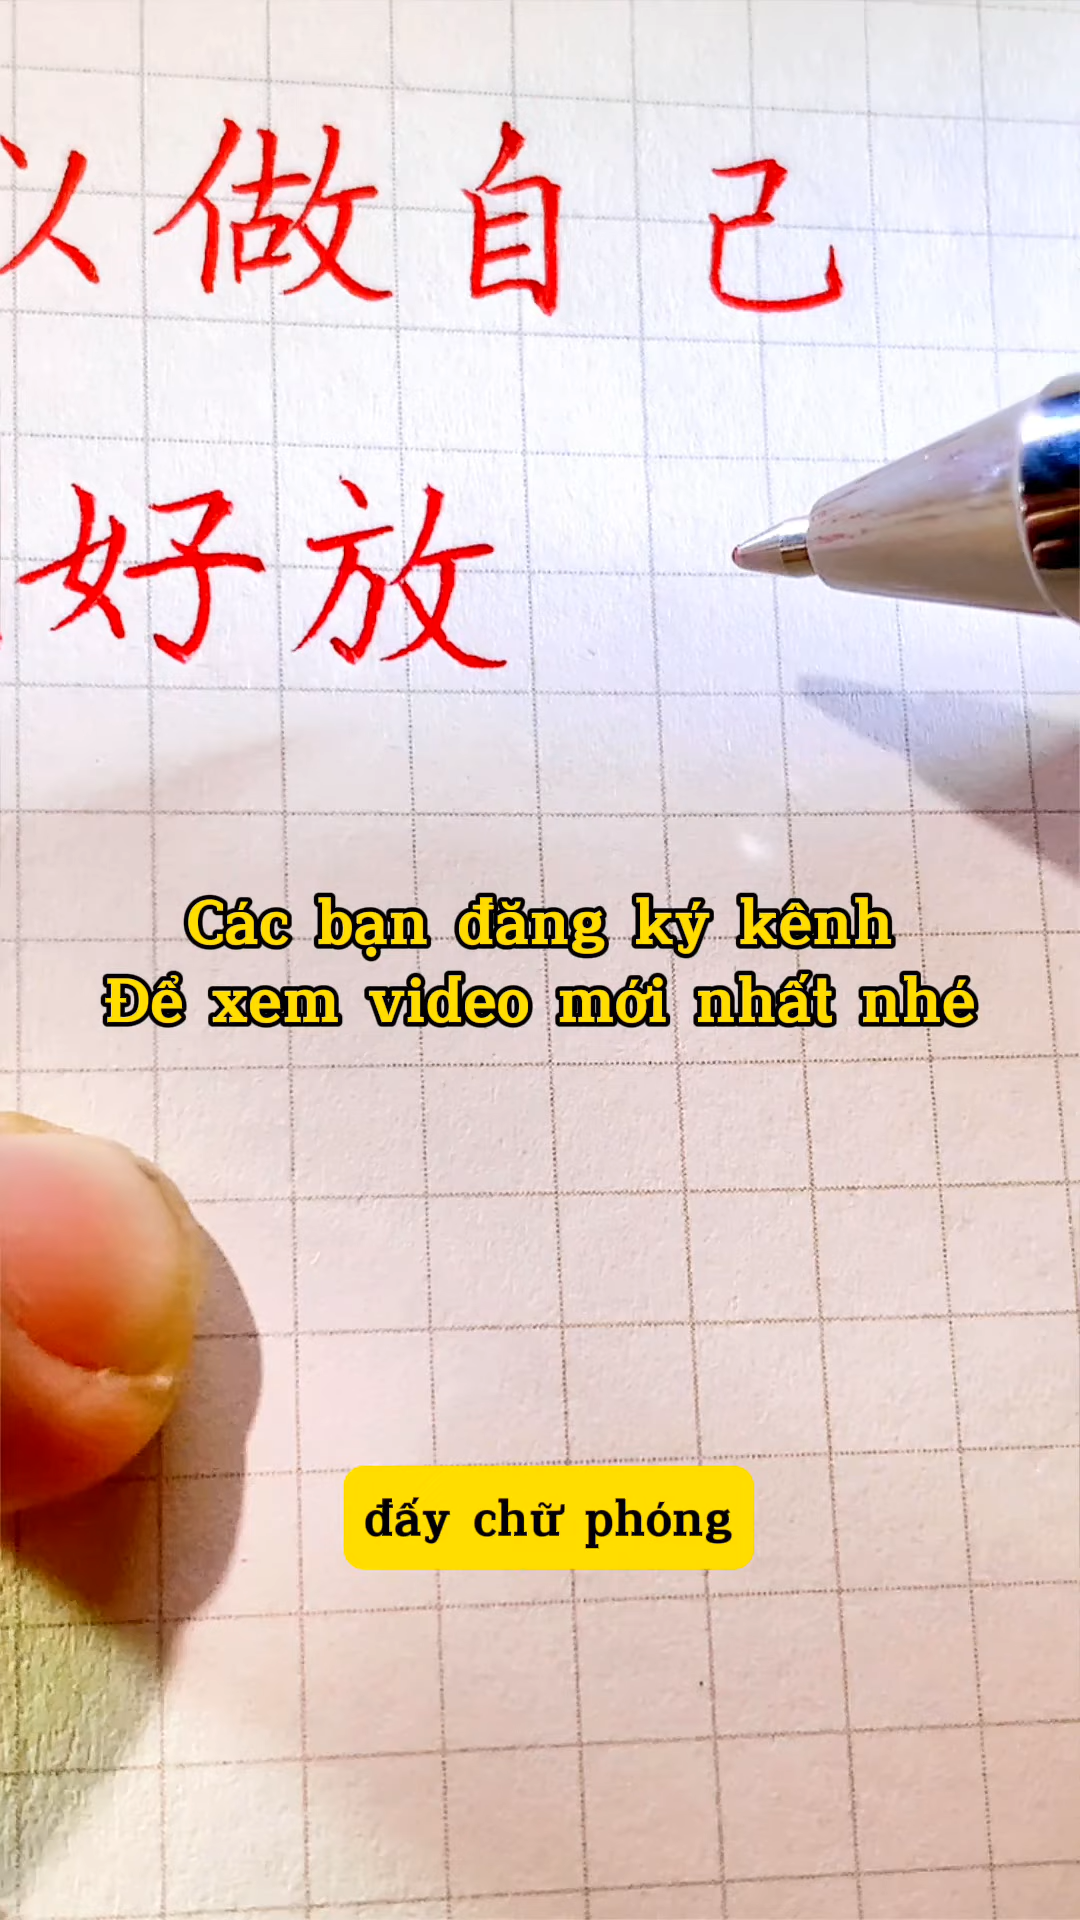 以做自己
好放
Các bạn đăng ký kênh
Để xem video mới nhất nhé
đấy chữ phóng